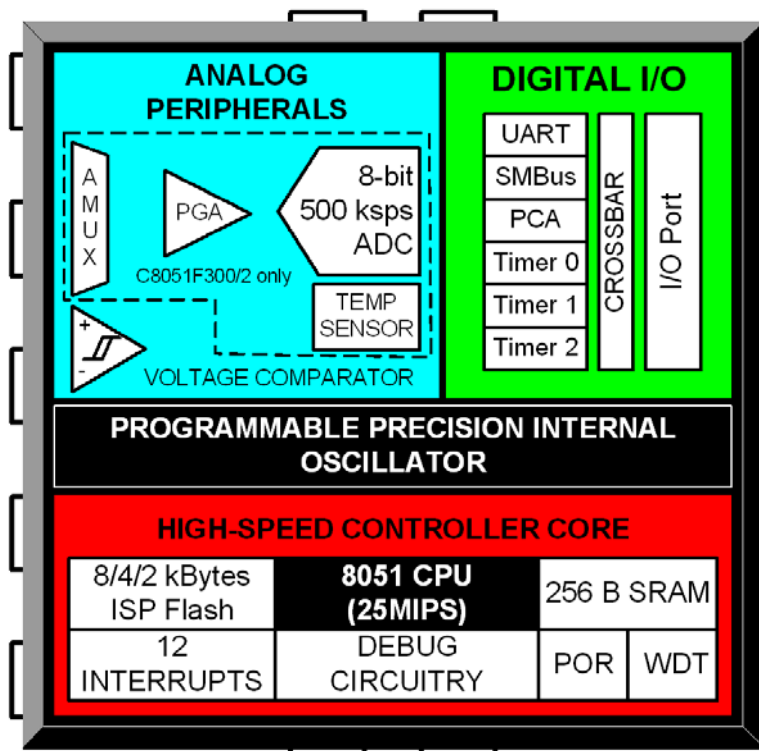 ANALOG
PERIPHERALS
A
M
U
X
PGA
8-bit
500 ksps
ADC
C8051F300/2 only
TEMP
SENSOR
+
-
VOLTAGE COMPARATOR
DIGITAL I/O
UART
SMBus
PCA
Timer 0
Timer 1
Timer 2
CROSSBAR
I/O Port
PROGRAMMABLE PRECISION INTERNAL
OSCILLATOR
HIGH-SPEED CONTROLLER CORE
8/4/2 kBytes
ISP Flash
8051 CPU
(25MIPS)
256 B SRAM
12
INTERRUPTS
DEBUG
CIRCUITRY
POR
WDT